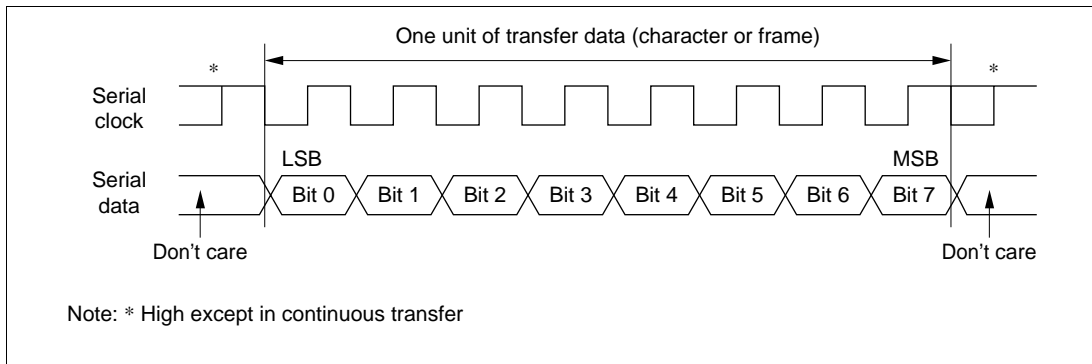 One unit of transfer data (character or frame)
* *
Serial
clock
LSB MSB
Serial
data
Bit 0 Bit 1 Bit 2 Bit 3 Bit 4 Bit 5 Bit 6 Bit 7
Don’t care Don’t care
Note: * High except in continuous transfer